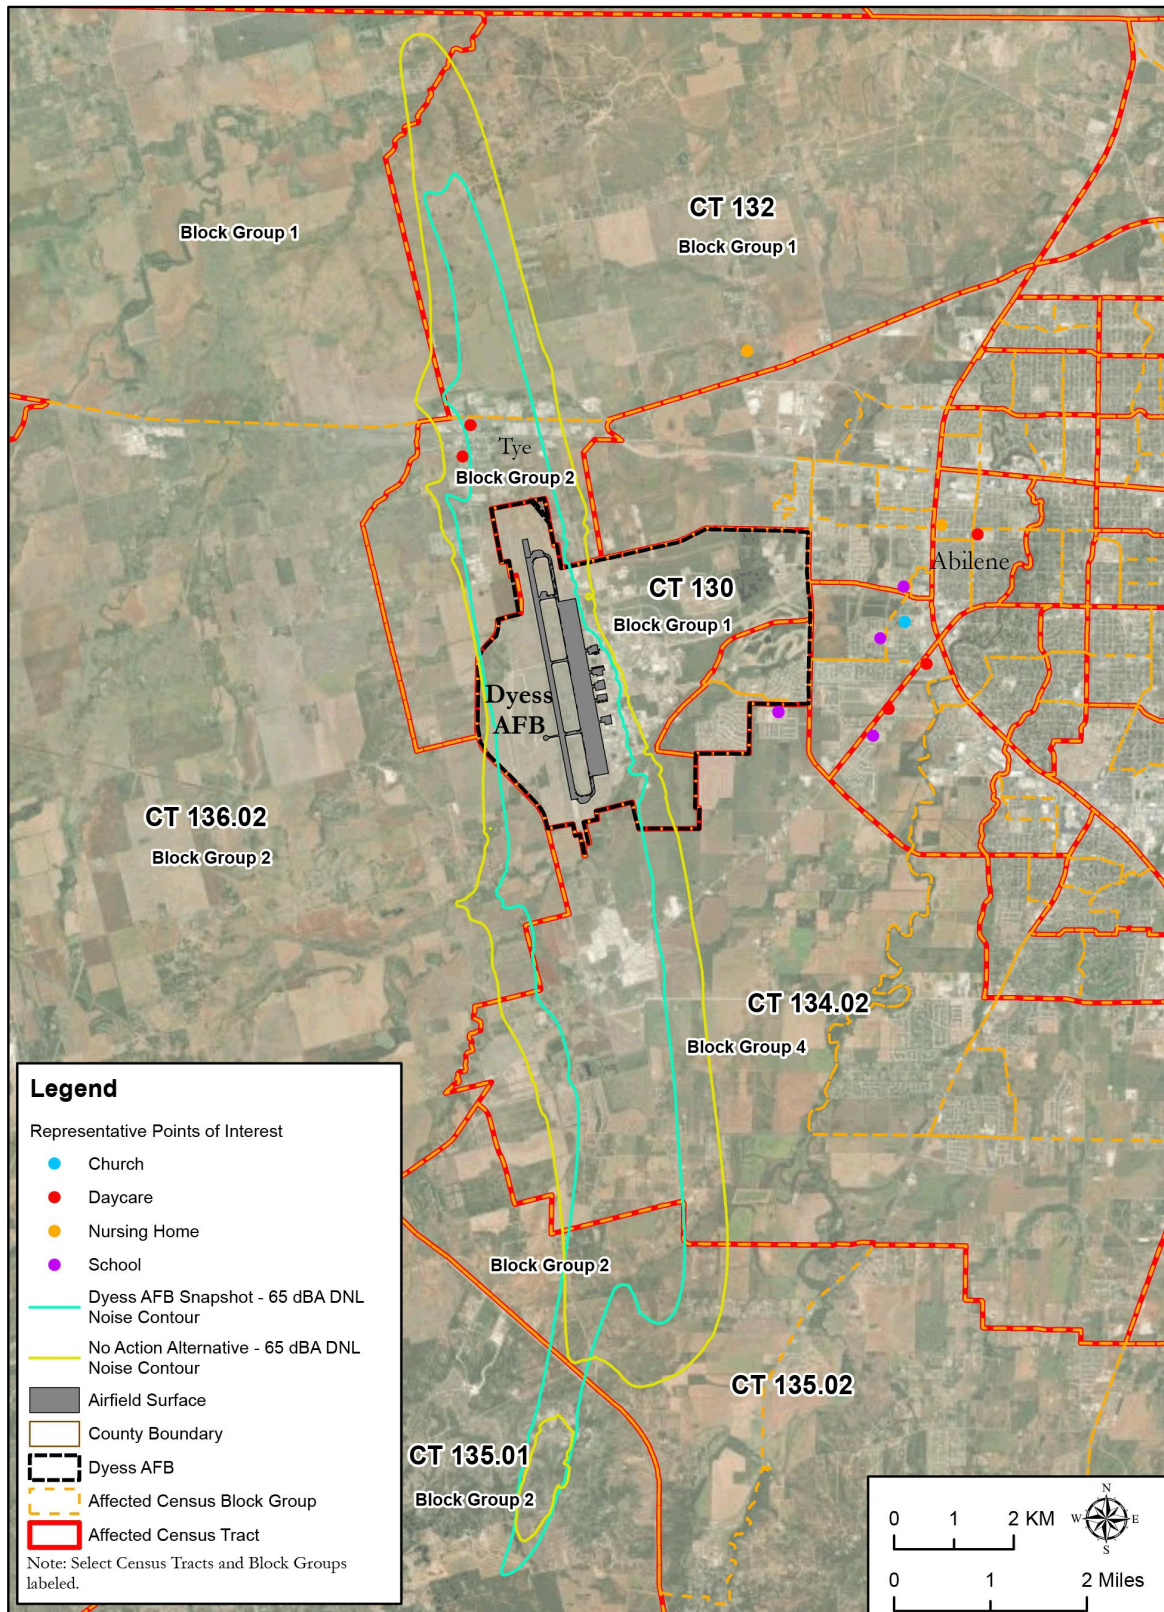 CT 132
Block Group 1
Block Group 1
Tye
Block Group 2
Abilene
CT 130
Block Group 1
Dyess
AFB
CT 136.02
Block Group 2
CT 134.02
Block Group 4
Block Group 2
CT 135.02
CT 135.01
Block Group 2
Legend
Representative Points of Interest
Church
Daycare
Nursing Home
School
Dyess AFB Snapshot - 65 dBA DNL
Noise Contour
No Action Alternative - 65 dBA DNL
Noise Contour
Airfield Surface
County Boundary
Dyess AFB
Affected Census Block Group
Affected Census Tract
Note: Select Census Tracts and Block Groups
labeled.
N
W E
S
0 1 2 KM
0 1 2 Miles